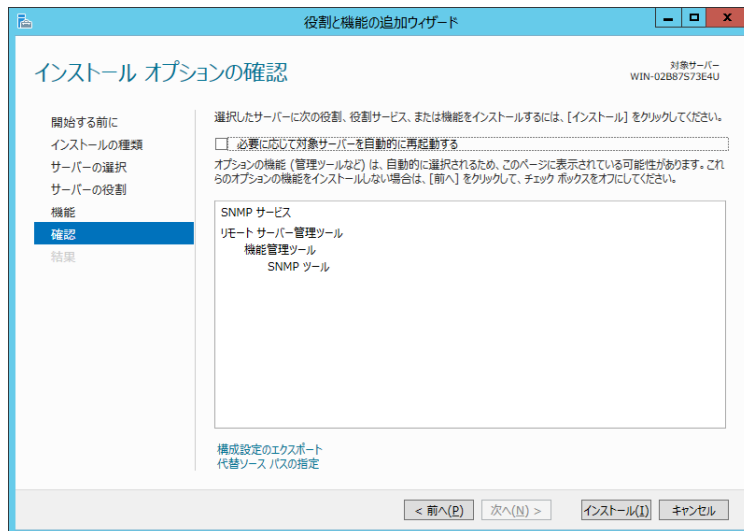 役割と機能の追加ウィザード
インストール オプションの確認
対象サーバー
WIN-02B87S73E4U
開始する前に
インストールの種類
サーバーの選択
サーバーの役割
機能
確認
結果
選択したサーバーに次の役割、役割サービス、または機能をインストールするには、[インストール] をクリックしてください。
必要に応じて対象サーバーを自動的に再起動する
オプションの機能 (管理ツールなど) は、自動的に選択されるため、このページに表示されている可能性があります。これ
らのオプションの機能をインストールしない場合は、[前へ] をクリックして、チェック ボックスをオフにしてください。
SNMP サービス
リモート サーバー管理ツール
機能管理ツール
SNMP ツール
構成設定のエクスポート
代替ソース パスの指定
< 前へ(P) 次へ(N) > インストール(I) キャンセル